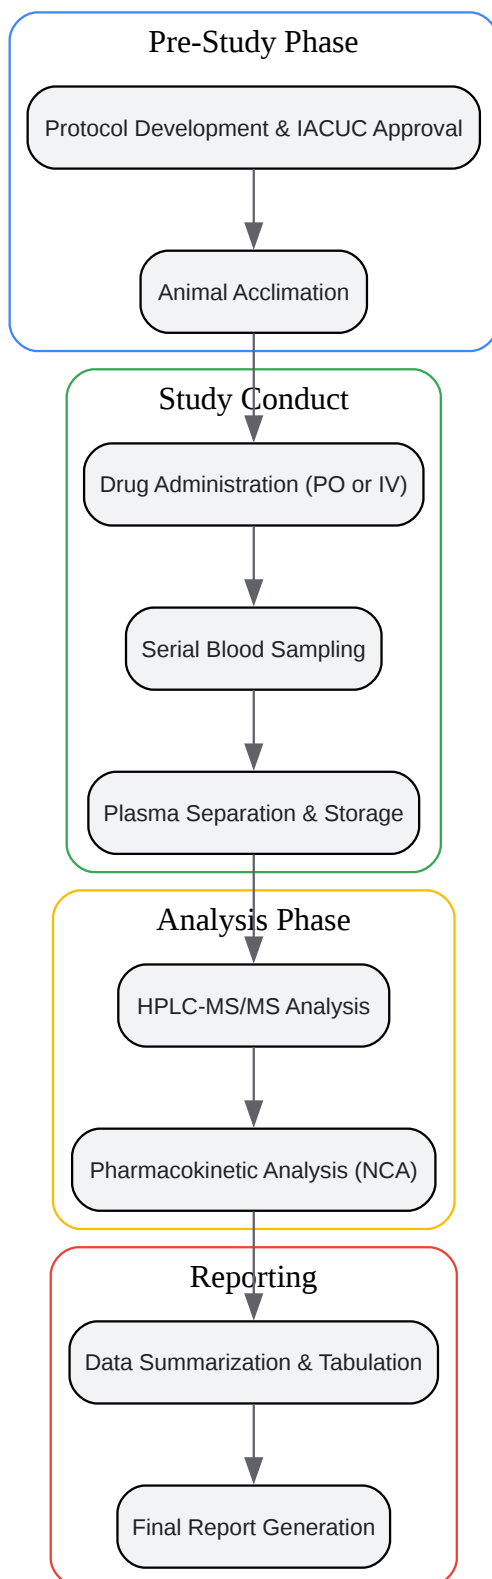 Pre-Study Phase
Protocol Development & IACUC Approval
Animal Acclimation
Study Conduct
Drug Administration (PO or IV)
Serial Blood Sampling
Plasma Separation & Storage
Analysis Phase
HPLC-MS/MS Analysis
Pharmacokinetic Analysis (NCA)
Reporting
Data Summarization & Tabulation
Final Report Generation